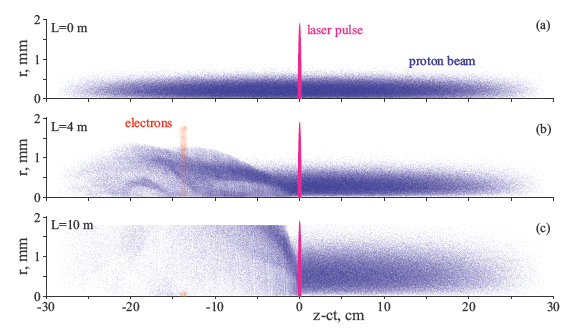 L=0 m
(a)
laser pulse
proton beam
r, mm
2
1
0
L=4 m
(b)
electrons
r, mm
2
1
0
L=10 m
(c)
r, mm
2
1
0
-30 -20 -10 0 10 20 30
z-ct, cm